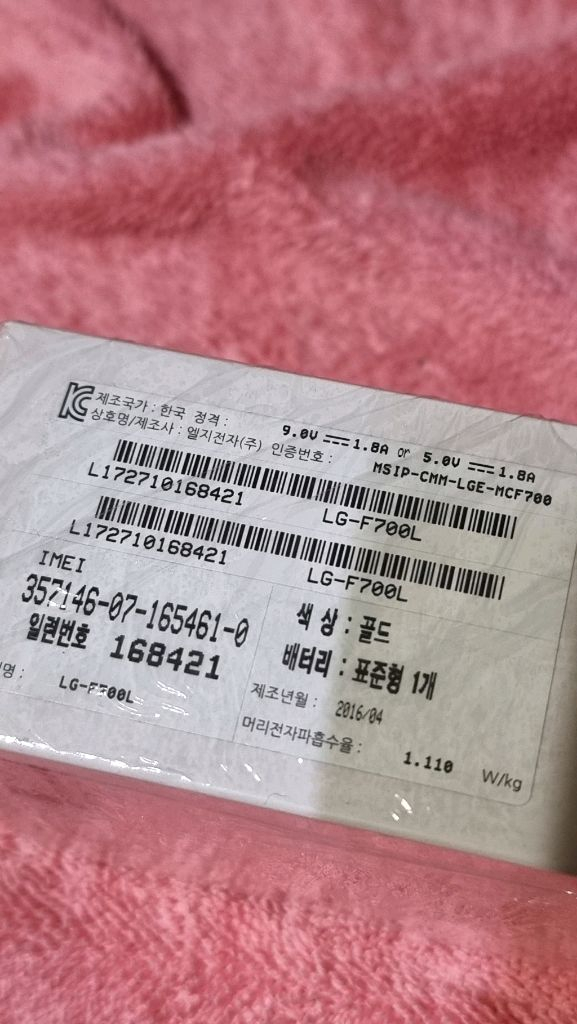 KC 제조국가 : 한국 정격 : 9.0V ⎓ 1.8A or 5.0V ⎓ 1.8A
상호명/제조사 : 엘지전자(주) 인증번호 : MSIP-CMM-LGE-MCF700
L172710168421 LG-F700L
L172710168421 LG-F700L
IMEI
357146-07-165461-0
일련번호 168421
명 : LG-F700L
색 상 : 골드
배터리 : 표준형 1개
제조년월 : 2016/04
머리전자파흡수율 : 1.110 W/kg